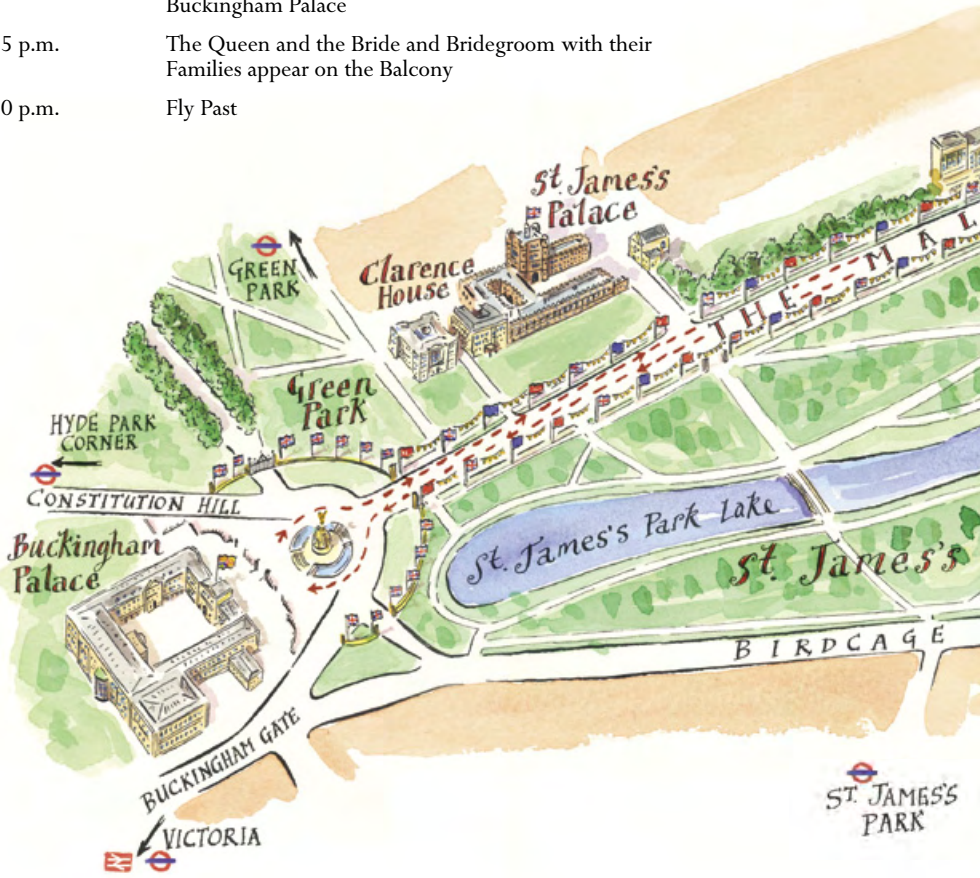 Buckingham Palace
5 p.m. The Queen and the Bride and Bridegroom with their
Families appear on the Balcony
0 p.m. Fly Past
St. James's
Palace
GREEN
PARK
Clarence
House
THE MAL
Green
Park
HYDE PARK
CORNER
CONSTITUTION HILL
Buckingham
Palace
St. James's Park Lake
St. James's
BIRDCAGE
BUCKINGHAM GATE
ST. JAMES'S
PARK
VICTORIA